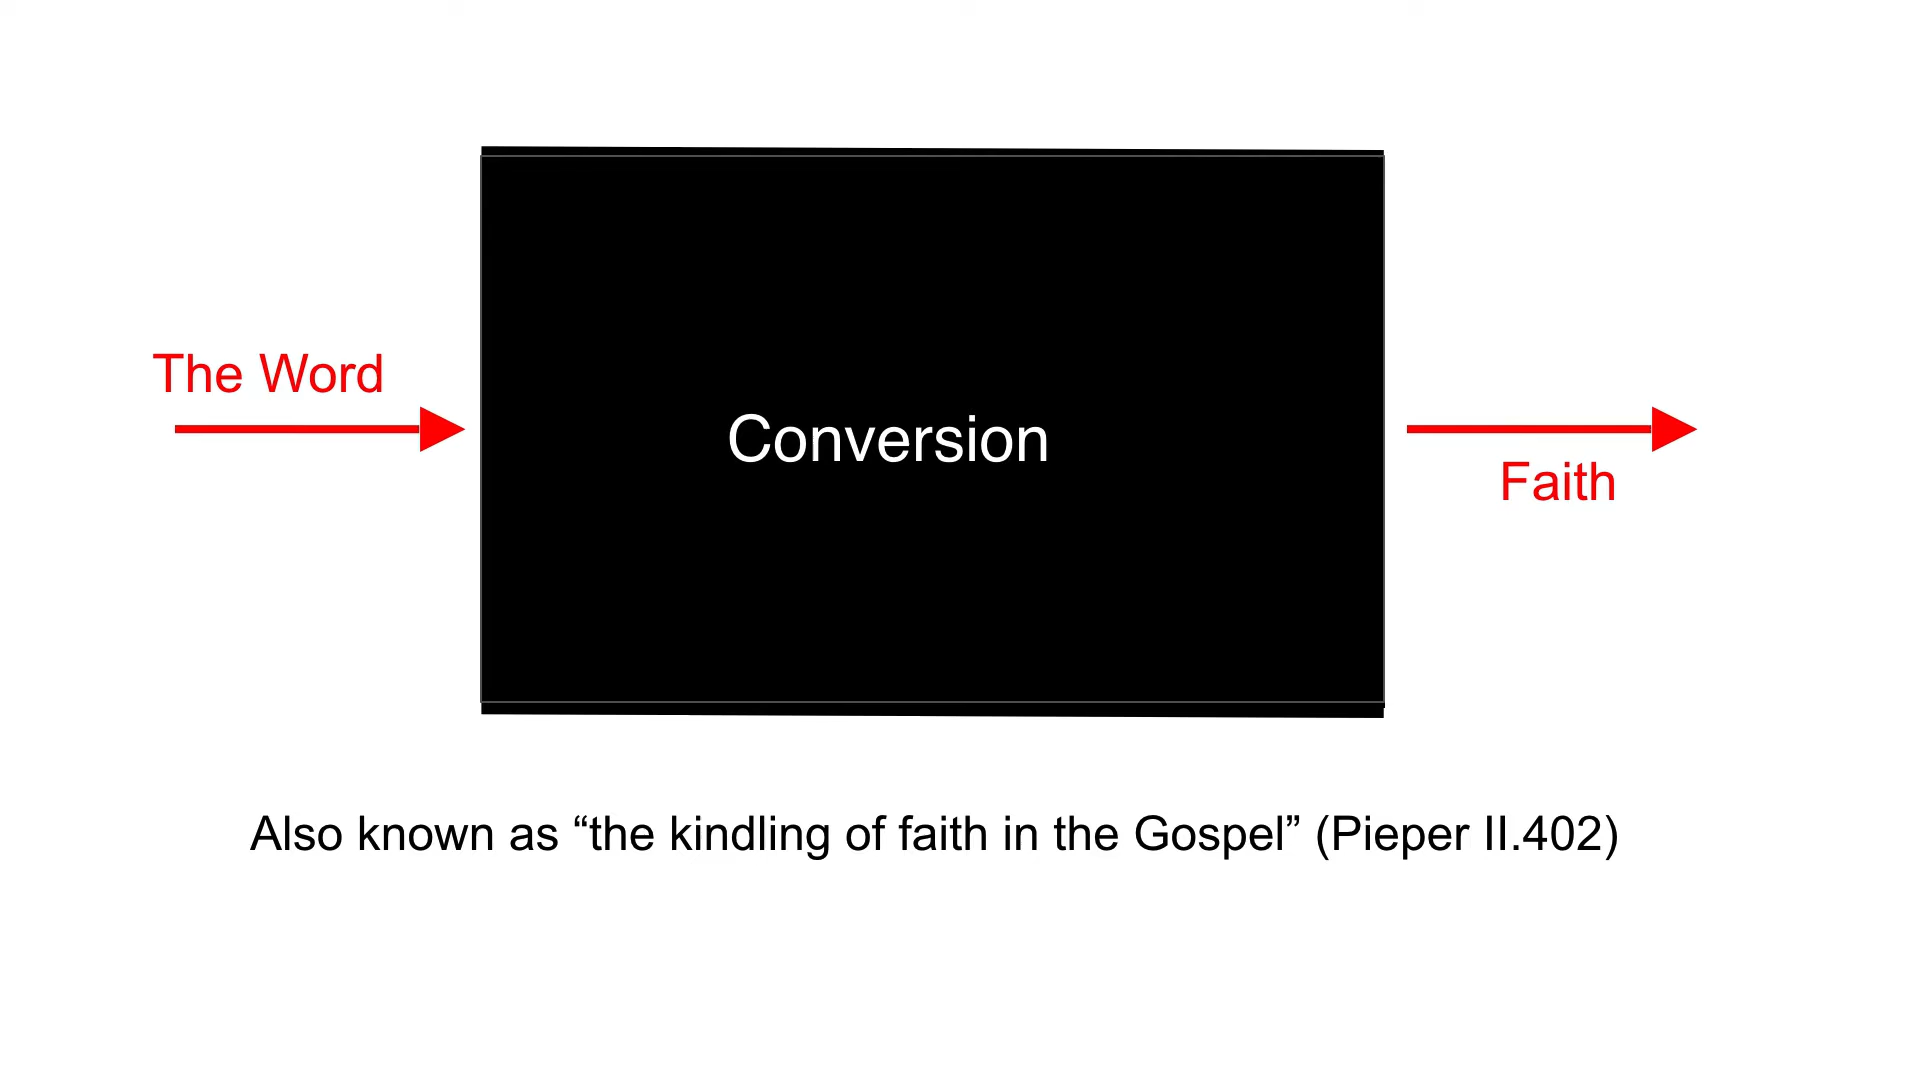 The Word
Conversion
Faith
Also known as “the kindling of faith in the Gospel” (Pieper II.402)